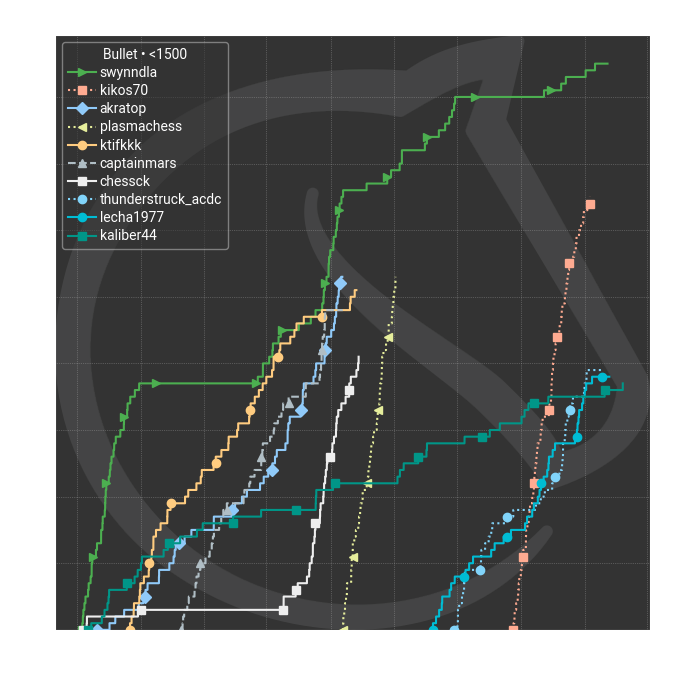 Bullet • <1500
swynndla
kikos70
akratop
plasmachess
ktifkkk
captainmars
chessck
thunderstruck_acdc
lecha1977
kaliber44